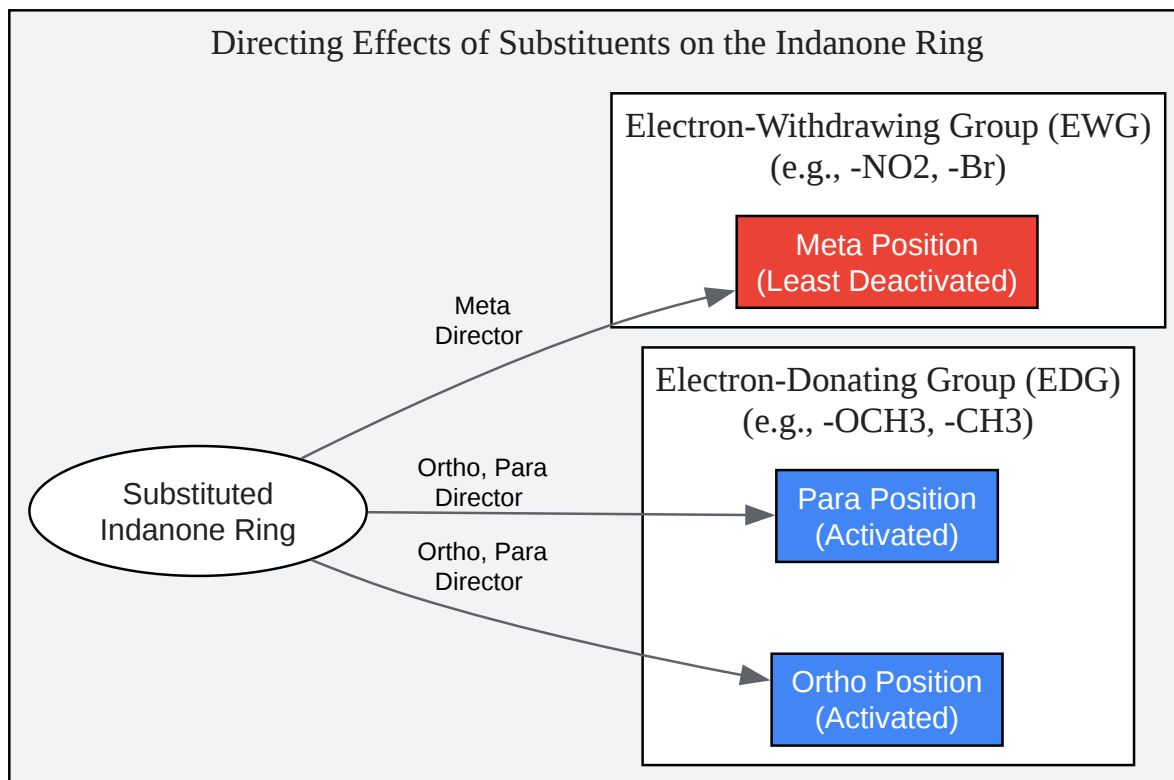 Directing Effects of Substituents on the Indanone Ring
Electron-Withdrawing Group (EWG)
(e.g., -NO2, -Br)
Meta Position
(Least Deactivated)
Meta
Director
Electron-Donating Group (EDG)
(e.g., -OCH3, -CH3)
Ortho, Para
Director
Para Position
(Activated)
Substituted
Indanone Ring
Ortho, Para
Director
Ortho Position
(Activated)